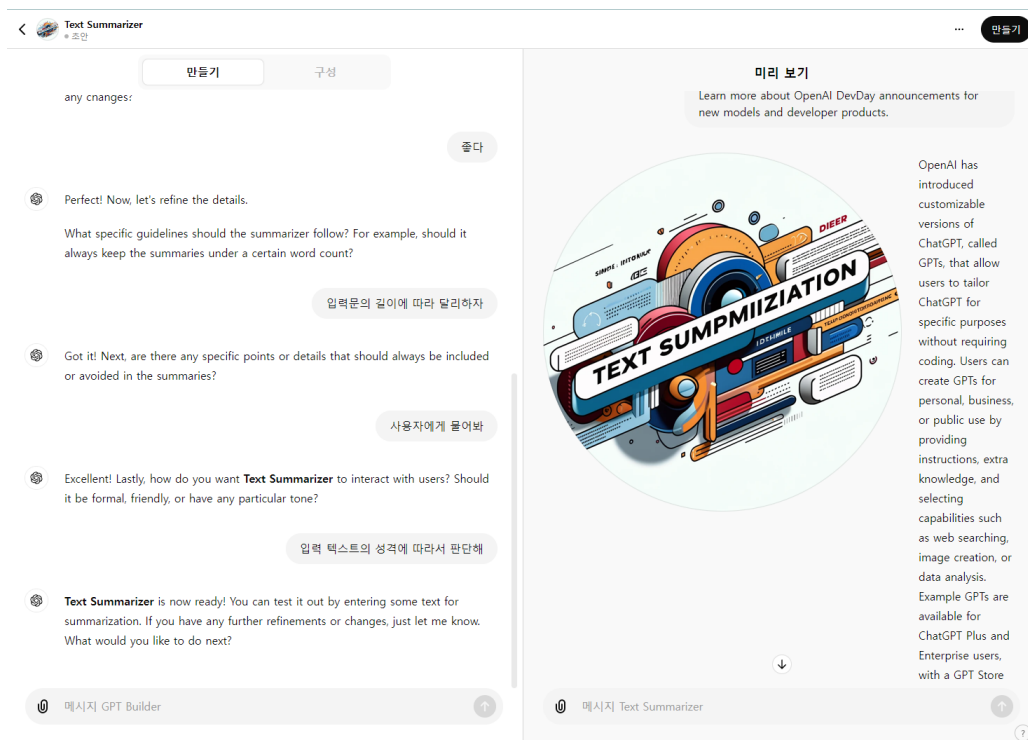 Text Summarizer
초안
만들기
만들기
구성
any changes?
좋다
Perfect! Now, let's refine the details.
What specific guidelines should the summarizer follow? For example, should it
always keep the summaries under a certain word count?
입력문의 길이에 따라 달리하자
Got it! Next, are there any specific points or details that should always be included
or avoided in the summaries?
사용자에게 물어봐
Excellent! Lastly, how do you want Text Summarizer to interact with users? Should
it be formal, friendly, or have any particular tone?
입력 텍스트의 성격에 따라서 판단해
Text Summarizer is now ready! You can test it out by entering some text for
summarization. If you have any further refinements or changes, just let me know.
What would you like to do next?
메시지 GPT Builder
미리 보기
Learn more about OpenAI DevDay announcements for
new models and developer products.
DIEER
TEXT SUMPMIIZIATION
OpenAI has
introduced
customizable
versions of
ChatGPT, called
GPTs, that allow
users to tailor
ChatGPT for
specific purposes
without requiring
coding. Users can
create GPTs for
personal, business,
or public use by
providing
instructions, extra
knowledge, and
selecting
capabilities such
as web searching,
image creation, or
data analysis.
Example GPTs are
available for
ChatGPT Plus and
Enterprise users,
with a GPT Store
메시지 Text Summarizer
?